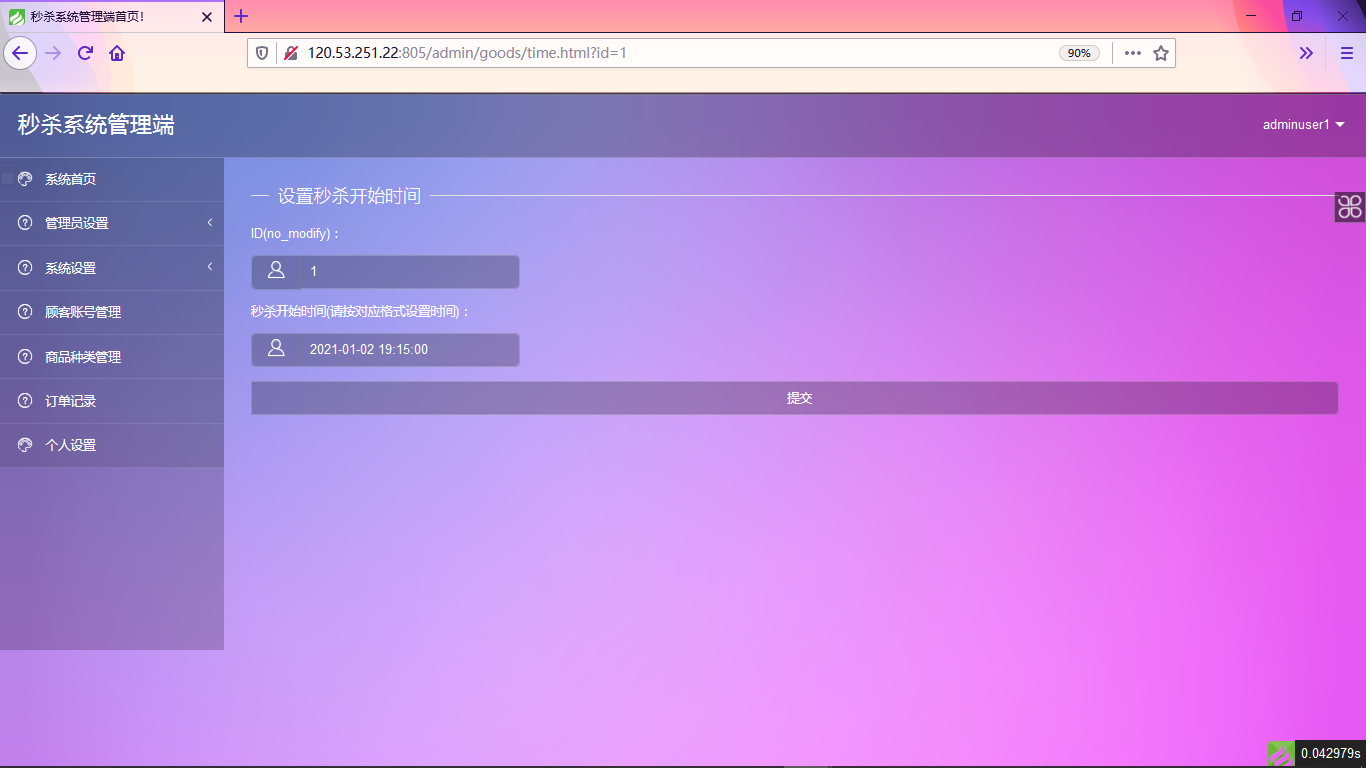 秒杀系统管理端首页!
120.53.251.22:805/admin/goods/time.html?id=1
90%
秒杀系统管理端
adminuser1
系统首页
管理员设置
系统设置
顾客账号管理
商品种类管理
订单记录
个人设置
设置秒杀开始时间
ID(no_modify)：
1
秒杀开始时间(请按对应格式设置时间)：
2021-01-02 19:15:00
提交
0.042979s